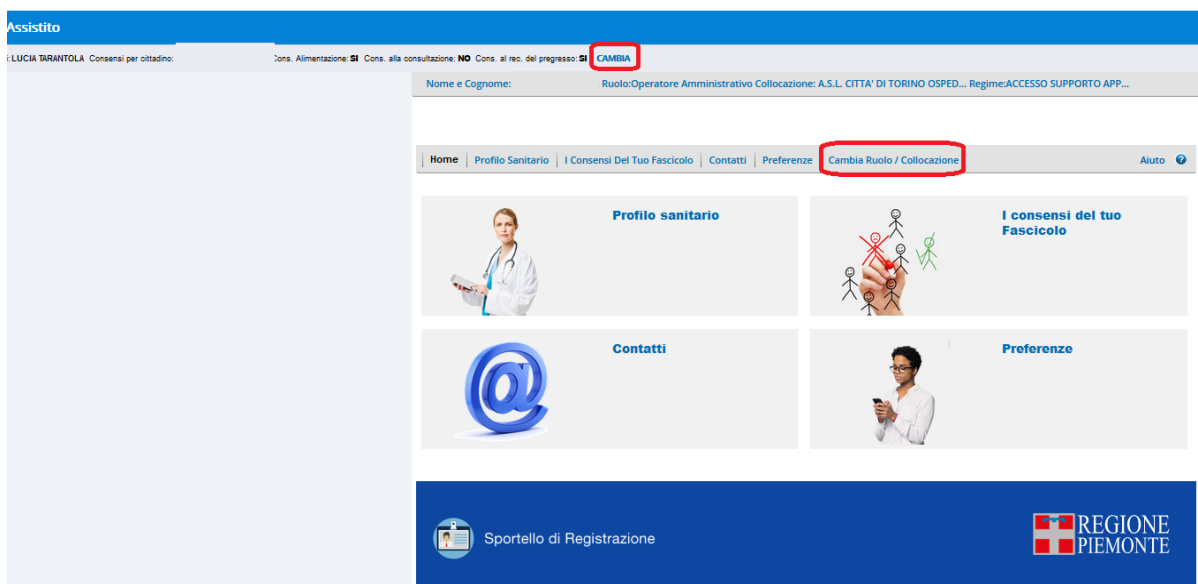 Assistito
: LUCIA TARANTOLA Consensi per cittadino: Cons. Alimentazione: SI Cons. alla consultazione: NO Cons. al rec. del pregresso: SI CAMBIA
Nome e Cognome: Ruolo:Operatore Amministrativo Collocazione: A.S.L. CITTA' DI TORINO OSPED... Regime:ACCESSO SUPPORTO APP...
Home Profilo Sanitario I Consensi Del Tuo Fascicolo Contatti Preferenze Cambia Ruolo / Collocazione Aiuto ?
Profilo sanitario
I consensi del tuo
Fascicolo
Contatti
Preferenze
Sportello di Registrazione
REGIONE
PIEMONTE